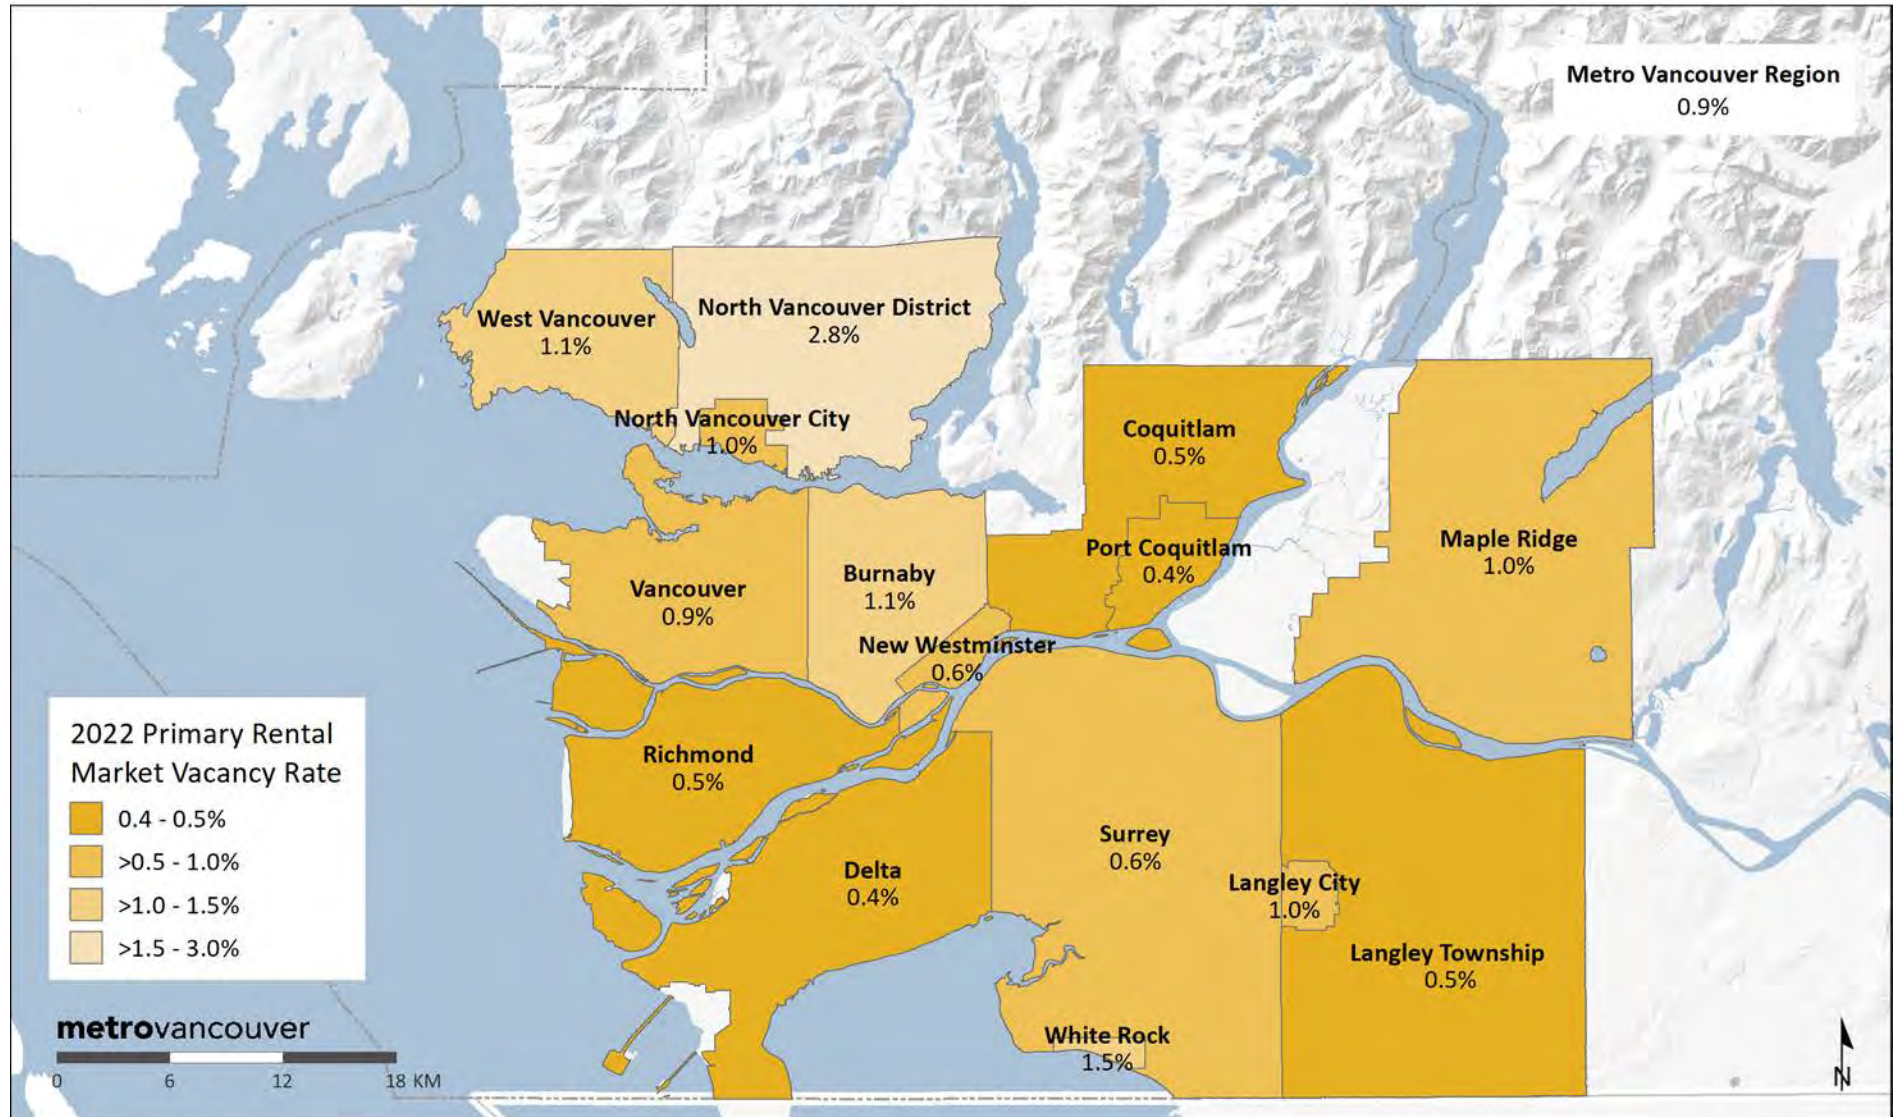 Metro Vancouver Region
0.9%
West Vancouver
1.1%
North Vancouver District
2.8%
North Vancouver City
1.0%
Coquitlam
0.5%
Port Coquitlam
0.4%
Maple Ridge
1.0%
Vancouver
0.9%
Burnaby
1.1%
New Westminster
0.6%
Richmond
0.5%
Delta
0.4%
Surrey
0.6%
Langley City
1.0%
Langley Township
0.5%
White Rock
1.5%
2022 Primary Rental
Market Vacancy Rate
0.4 - 0.5%
>0.5 - 1.0%
>1.0 - 1.5%
>1.5 - 3.0%
metrovancouver
0 6 12 18 KM
N